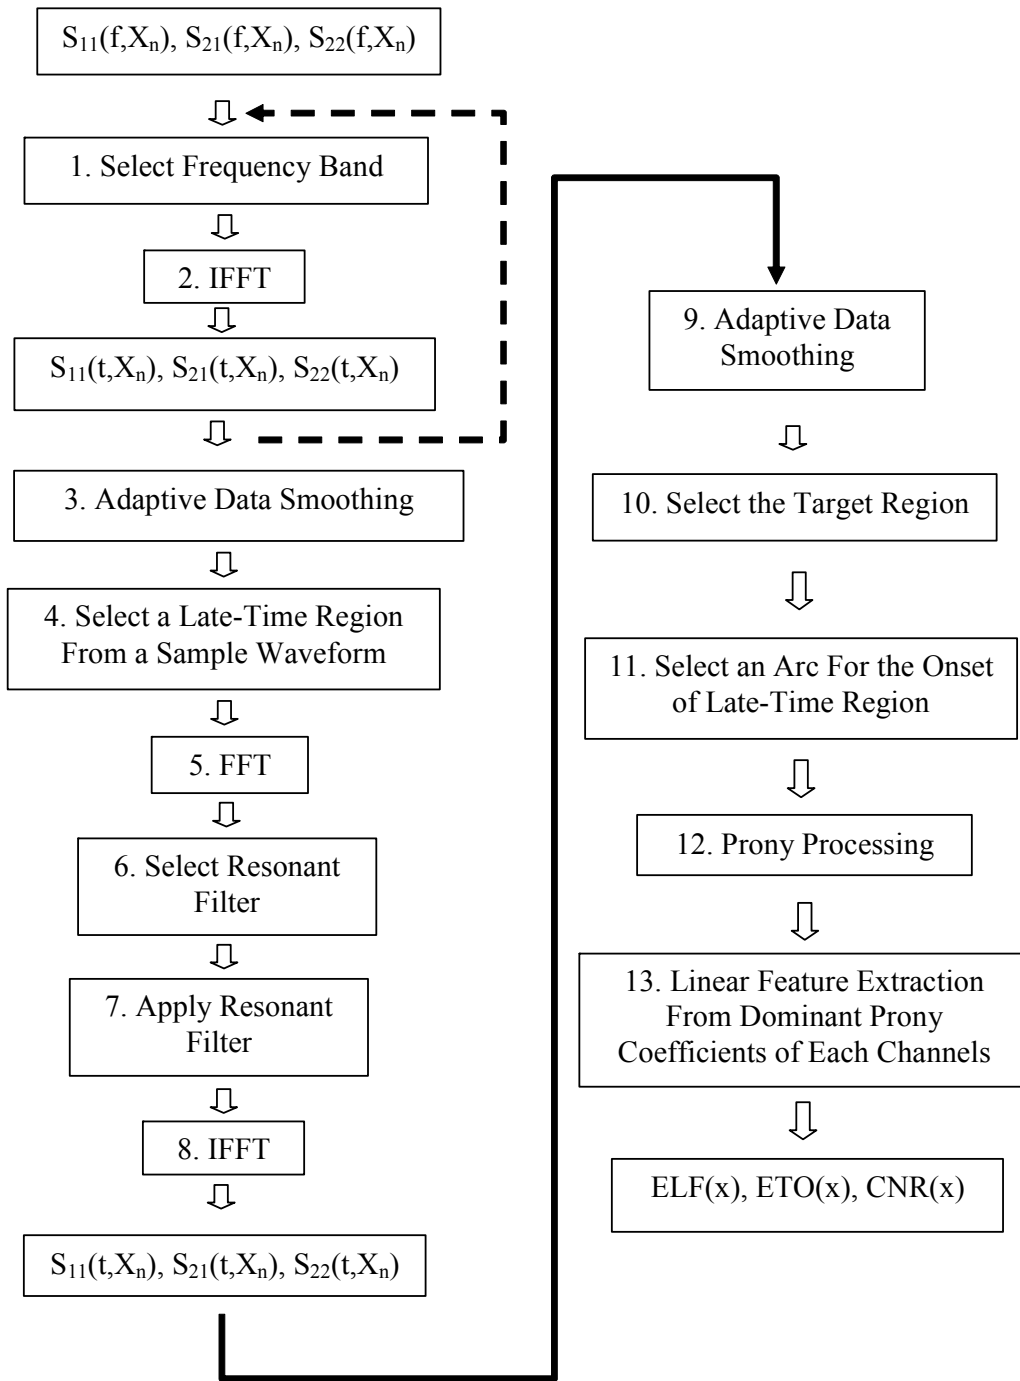 S₁₁(f,Xₙ), S₂₁(f,Xₙ), S₂₂(f,Xₙ)
1. Select Frequency Band
2. IFFT
S₁₁(t,Xₙ), S₂₁(t,Xₙ), S₂₂(t,Xₙ)
3. Adaptive Data Smoothing
4. Select a Late-Time Region
From a Sample Waveform
5. FFT
6. Select Resonant
Filter
7. Apply Resonant
Filter
8. IFFT
S₁₁(t,Xₙ), S₂₁(t,Xₙ), S₂₂(t,Xₙ)
9. Adaptive Data
Smoothing
10. Select the Target Region
11. Select an Arc For the Onset
of Late-Time Region
12. Prony Processing
13. Linear Feature Extraction
From Dominant Prony
Coefficients of Each Channels
ELF(x), ETO(x), CNR(x)